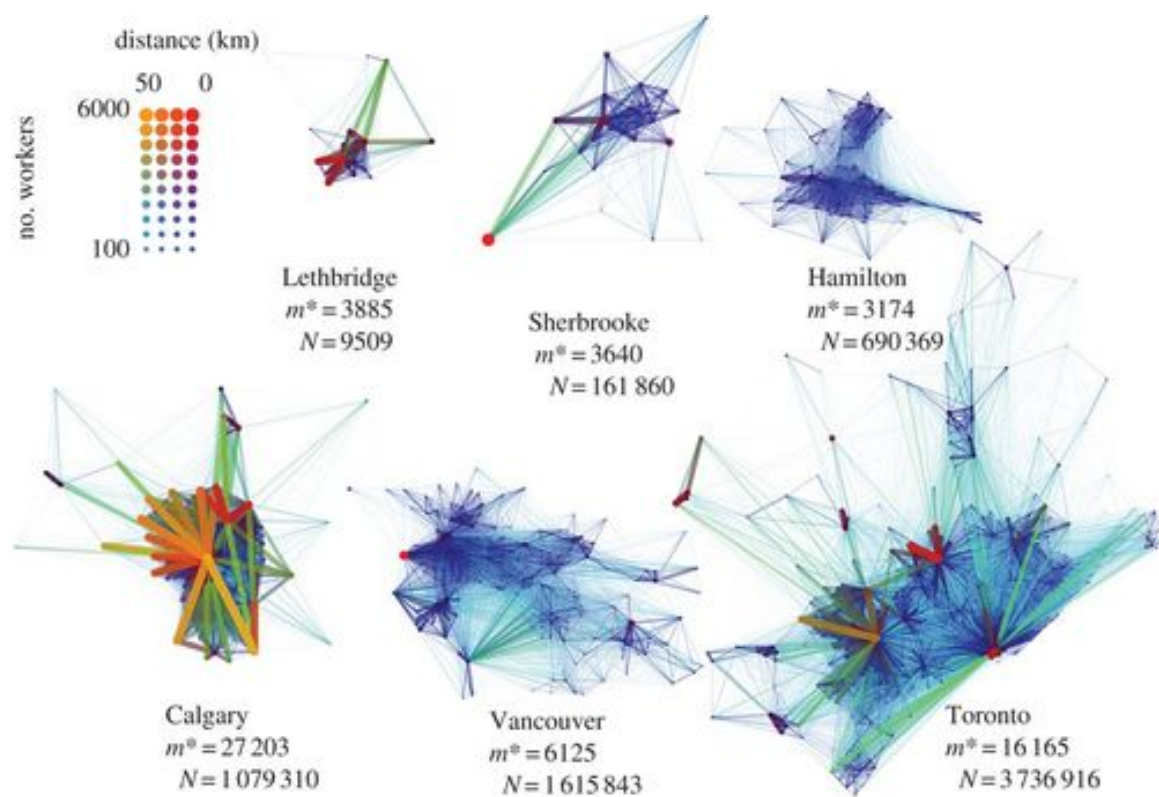 distance (km)
50 0
6000
no. workers
100
Lethbridge
m* = 3885
N = 9509
Sherbrooke
m* = 3640
N = 161 860
Hamilton
m* = 3174
N = 690 369
Calgary
m* = 27 203
N = 1 079 310
Vancouver
m* = 6125
N = 1 615 843
Toronto
m* = 16 165
N = 3 736 916